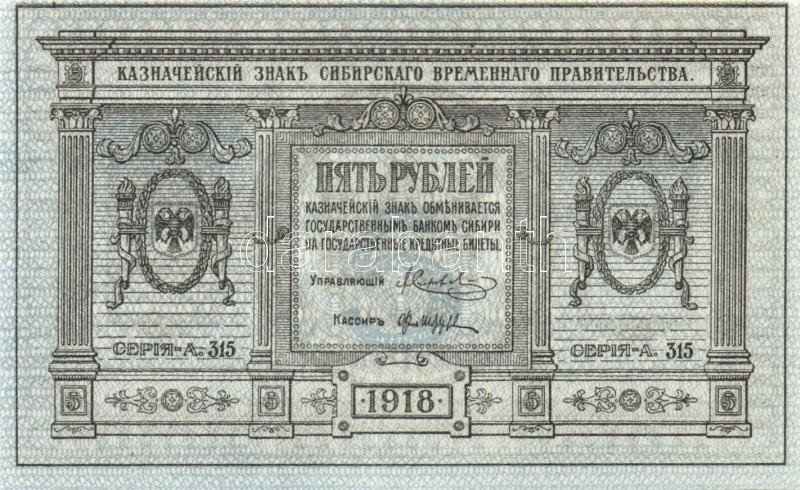 КАЗНАЧЕЙСКІЙ ЗНАКЪ СИБИРСКАГО ВРЕМЕННАГО ПРАВИТЕЛЬСТВА.
ПЯТЬ РУБЛЕЙ
КАЗНАЧЕЙСКІЙ ЗНАКЪ ОБМѢНИВАЕТСЯ
ГОСУДАРСТВЕННЫМЪ БАНКОМЪ СИБИРИ
НА ГОСУДАРСТВЕННЫЕ КРЕДИТНЫЕ БИЛЕТЫ.
УПРАВЛЯЮЩІЙ
КАССИРЪ
СЕРІЯ-А. 315
СЕРІЯ-А. 315
5 5 5 5
·1918·
darabanth